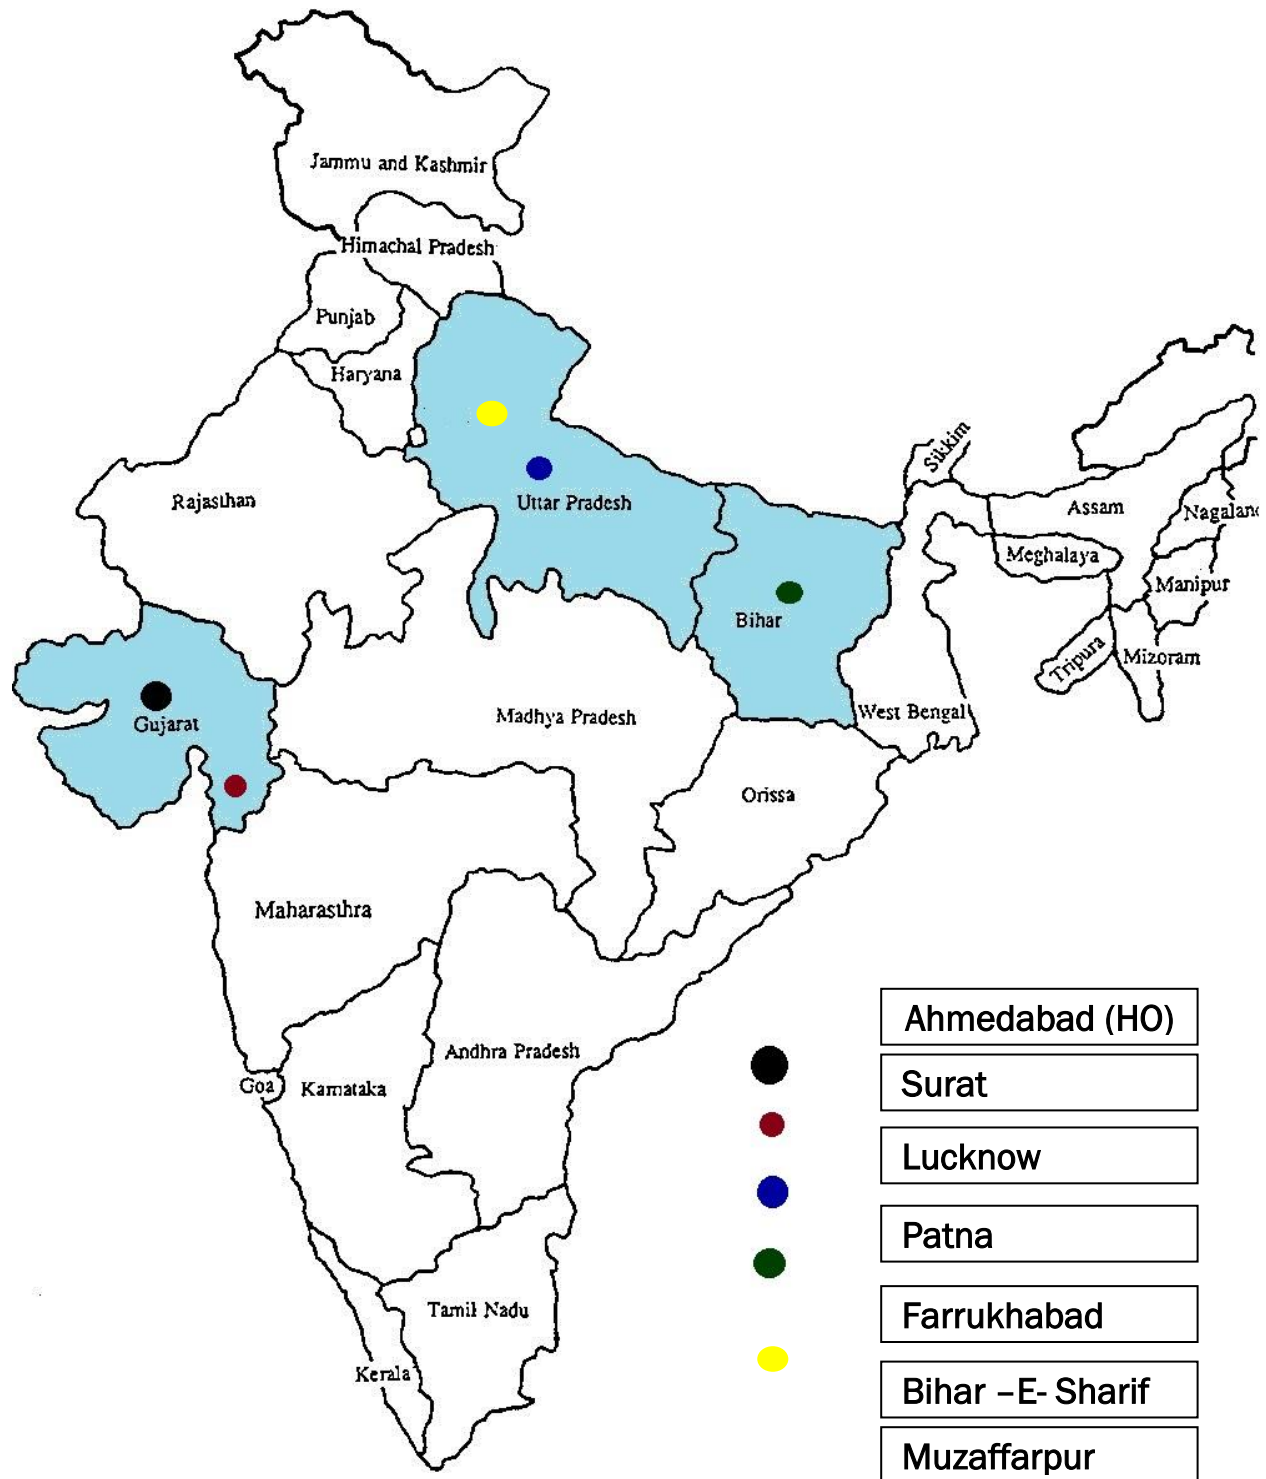 Jammu and Kashmir
Himachal Pradesh
Punjab
Haryana
Sikkim
Rajasthan
Uttar Pradesh
Assam
Nagaland
Meghalaya
Manipur
Bihar
Tripura
Mizoram
Gujarat
Madhya Pradesh
West Bengal
Orissa
Maharasthra
Andhra Pradesh
Goa
Karnataka
Tamil Nadu
Kerala
Ahmedabad (HO)
Surat
Lucknow
Patna
Farrukhabad
Bihar –E- Sharif
Muzaffarpur